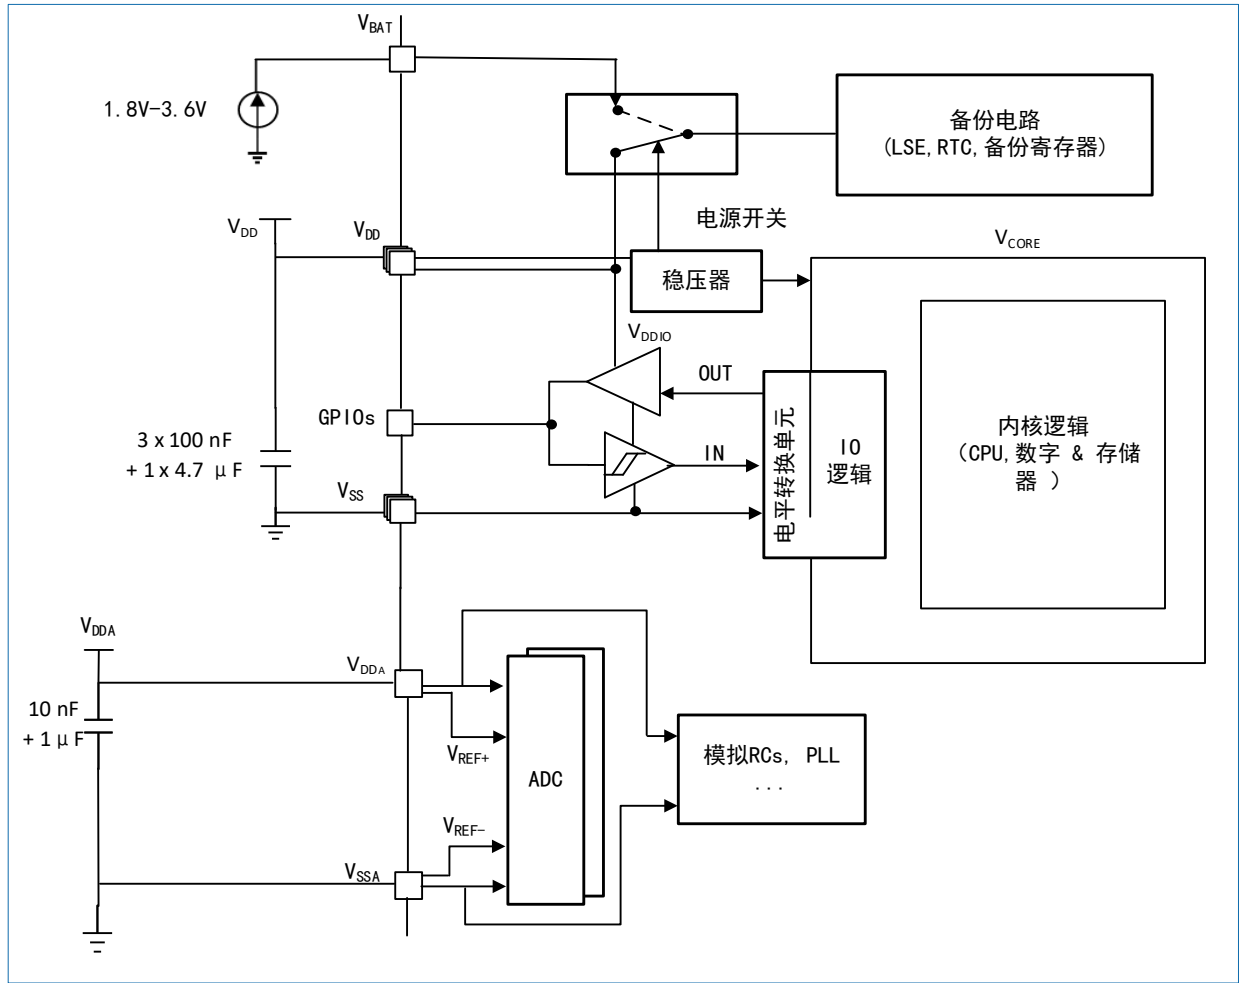 VBAT
1.8V-3.6V
备份电路
(LSE,RTC,备份寄存器)
电源开关
VDD
VDD
稳压器
VCORE
VDDIO
OUT
GPIOs
3 x 100 nF
+ 1 x 4.7 μF
IN
电平转换单元
IO
逻辑
内核逻辑
(CPU,数字 & 存储
器 )
VSS
VDDA
VDDA
10 nF
+ 1 μF
VREF+
ADC
模拟RCs, PLL
...
VREF-
VSSA